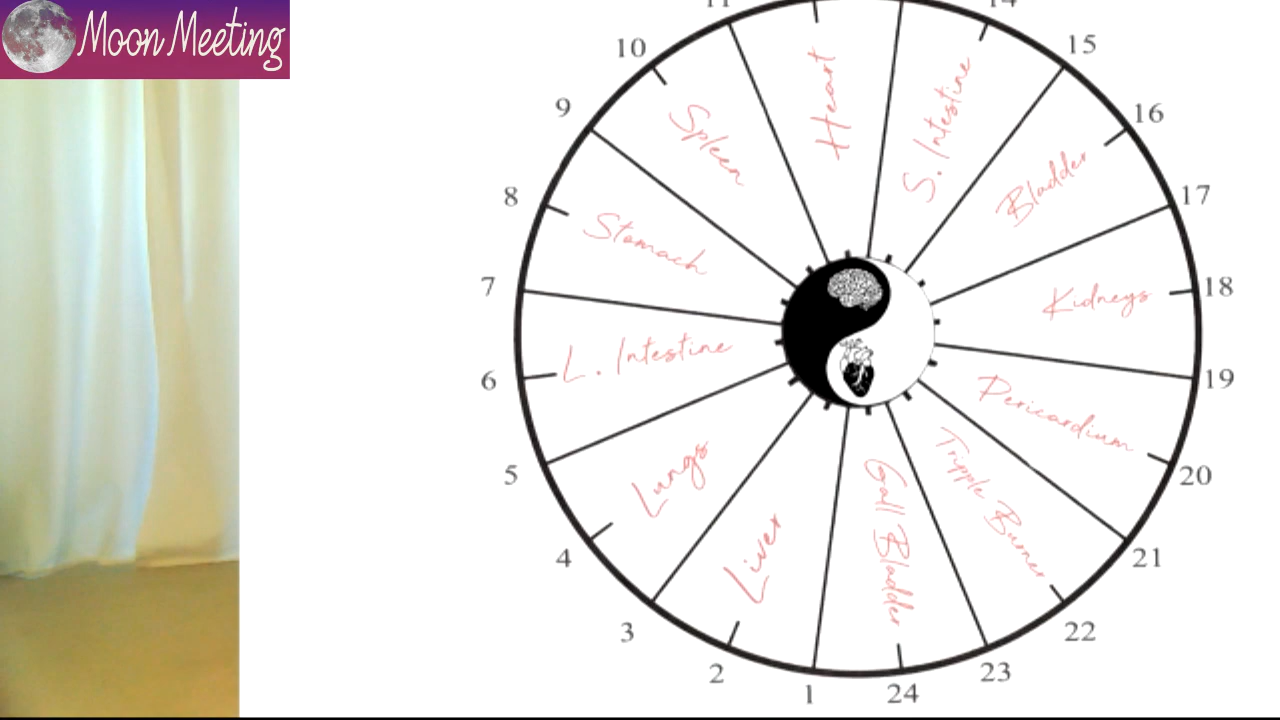 Moon Meeting
11
14
10
15
Heart
S. Intestine
9
Spleen
16
Bladder
8
Stomach
17
7
Kidneys
18
6
L. Intestine
19
Pericardium
5
Lungs
20
Tripple Burner
Gall Bladder
4
Liver
21
3
22
2
23
1
24